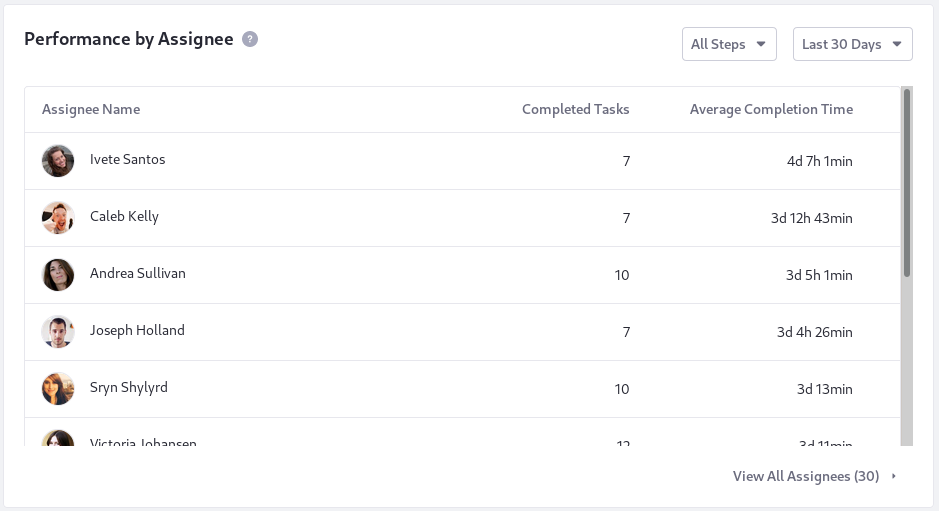 Performance by Assignee ?
All Steps
Last 30 Days
Assignee Name Completed Tasks Average Completion Time
Ivete Santos 7 4d 7h 1min
Caleb Kelly 7 3d 12h 43min
Andrea Sullivan 10 3d 5h 1min
Joseph Holland 7 3d 4h 26min
Sryn Shylyrd 10 3d 13min
Victoria Johansen 12 3d 11min
View All Assignees (30)